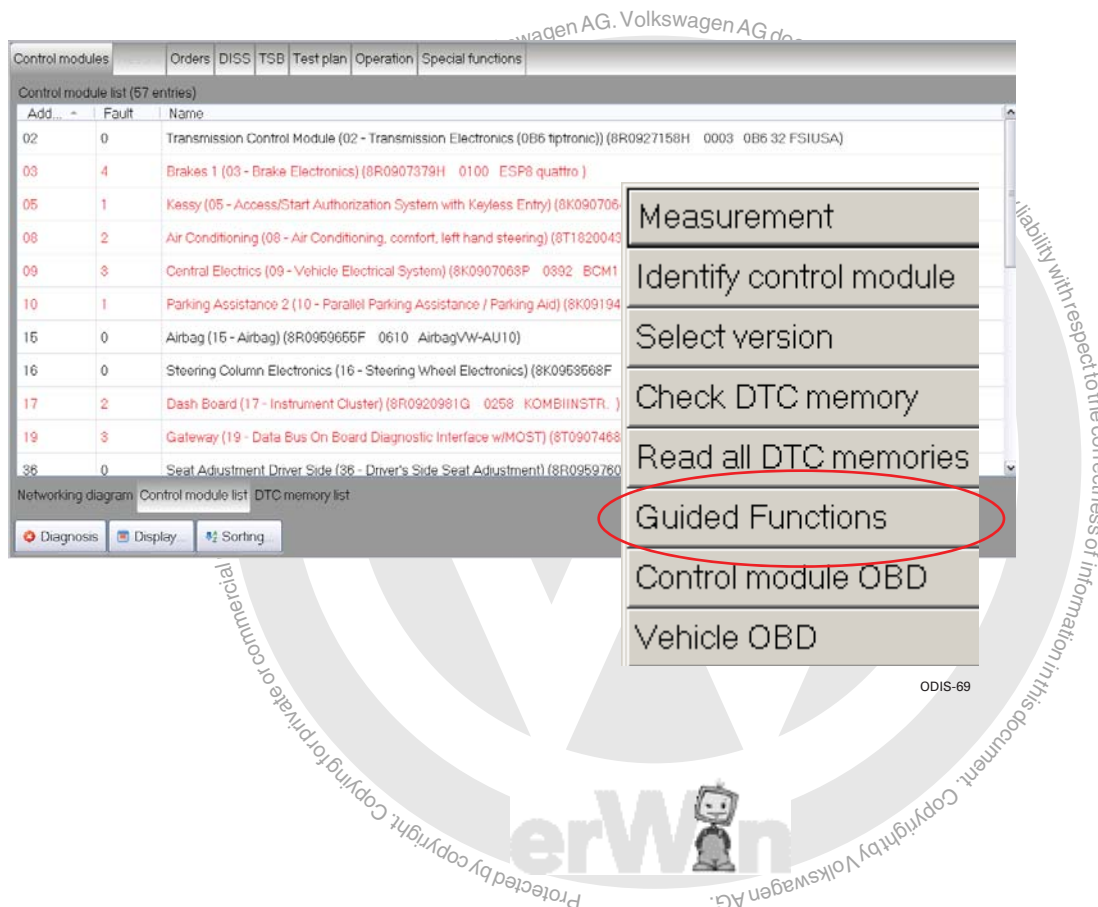 wagen AG. Volkswagen AG do
Control modules Orders DISS TSB Test plan Operation Special functions
Control module list (57 entries)
Add... Fault Name
02 0 Transmission Control Module (02 - Transmission Electronics (0B6 tiptronic)) (8R0927158H 0003 0B6 32 FSIUSA)
03 4 Brakes 1 (03 - Brake Electronics) (8R0907379H 0100 ESP8 quattro )
05 1 Kessy (05 - Access/Start Authorization System with Keyless Entry) (8K090706
08 2 Air Conditioning (08 - Air Conditioning, comfort, left hand steering) (8T1820043
09 3 Central Electrics (09 - Vehicle Electrical System) (8K0907063P 0392 BCM1
10 1 Parking Assistance 2 (10 - Parallel Parking Assistance / Parking Aid) (8K09194
15 0 Airbag (15 - Airbag) (8R0959655F 0610 AirbagVW-AU10)
16 0 Steering Column Electronics (16 - Steering Wheel Electronics) (8K0953568F
17 2 Dash Board (17 - Instrument Cluster) (8R0920981G 0258 KOMBIINSTR. )
19 3 Gateway (19 - Data Bus On Board Diagnostic Interface w/MOST) (8T0907468
36 0 Seat Adjustment Driver Side (36 - Driver's Side Seat Adjustment) (8R0959760
Networking diagram Control module list DTC memory list
Diagnosis Display... Sorting...
Measurement
Identify control module
Select version
Check DTC memory
Read all DTC memories
Guided Functions
Control module OBD
Vehicle OBD
ODIS-69
liability with respect to the correctness of information in this document. Copyright by Volkswagen AG.
Protected by copyright. Copying for private or commercial
erWin